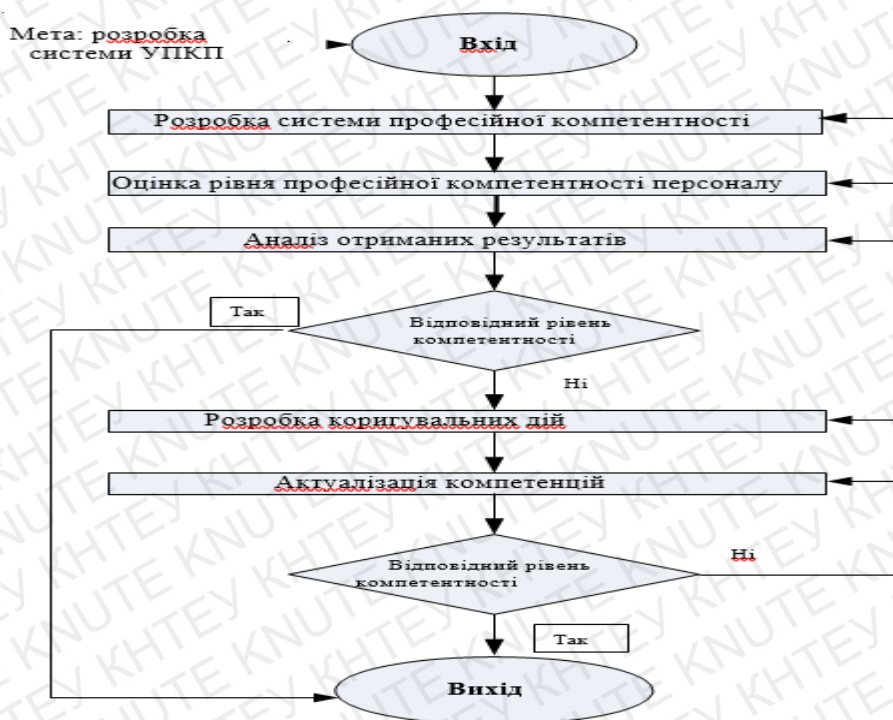 Мета: розробка
системи УПКП
Вхід
Розробка системи професійної компетентності
Оцінка рівня професійної компетентності персоналу
Аналіз отриманих результатів
Так
Відповідний рівень
компетентності
Ні
Розробка коригувальних дій
Актуалізація компетенцій
Відповідний рівень
компетентності
Ні
Так
Вихід